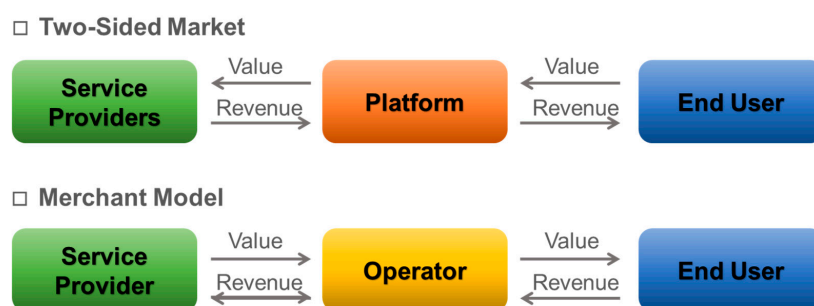 Two-Sided Market
Value
Value
Service
Providers
Platform
End User
Revenue
Revenue
Merchant Model
Value
Value
Service
Provider
Operator
End User
Revenue
Revenue